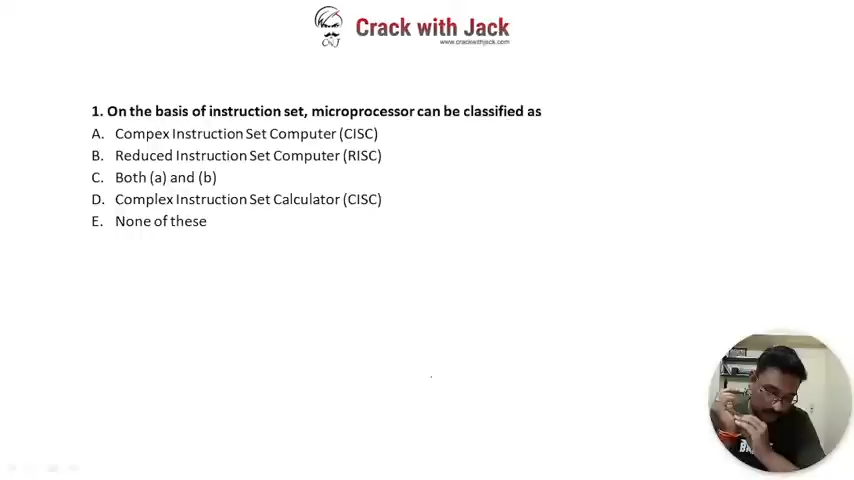 Crack with Jack
CWJ
www.crackwithjack.com
1. On the basis of instruction set, microprocessor can be classified as
A. Compex Instruction Set Computer (CISC)
B. Reduced Instruction Set Computer (RISC)
C. Both (a) and (b)
D. Complex Instruction Set Calculator (CISC)
E. None of these